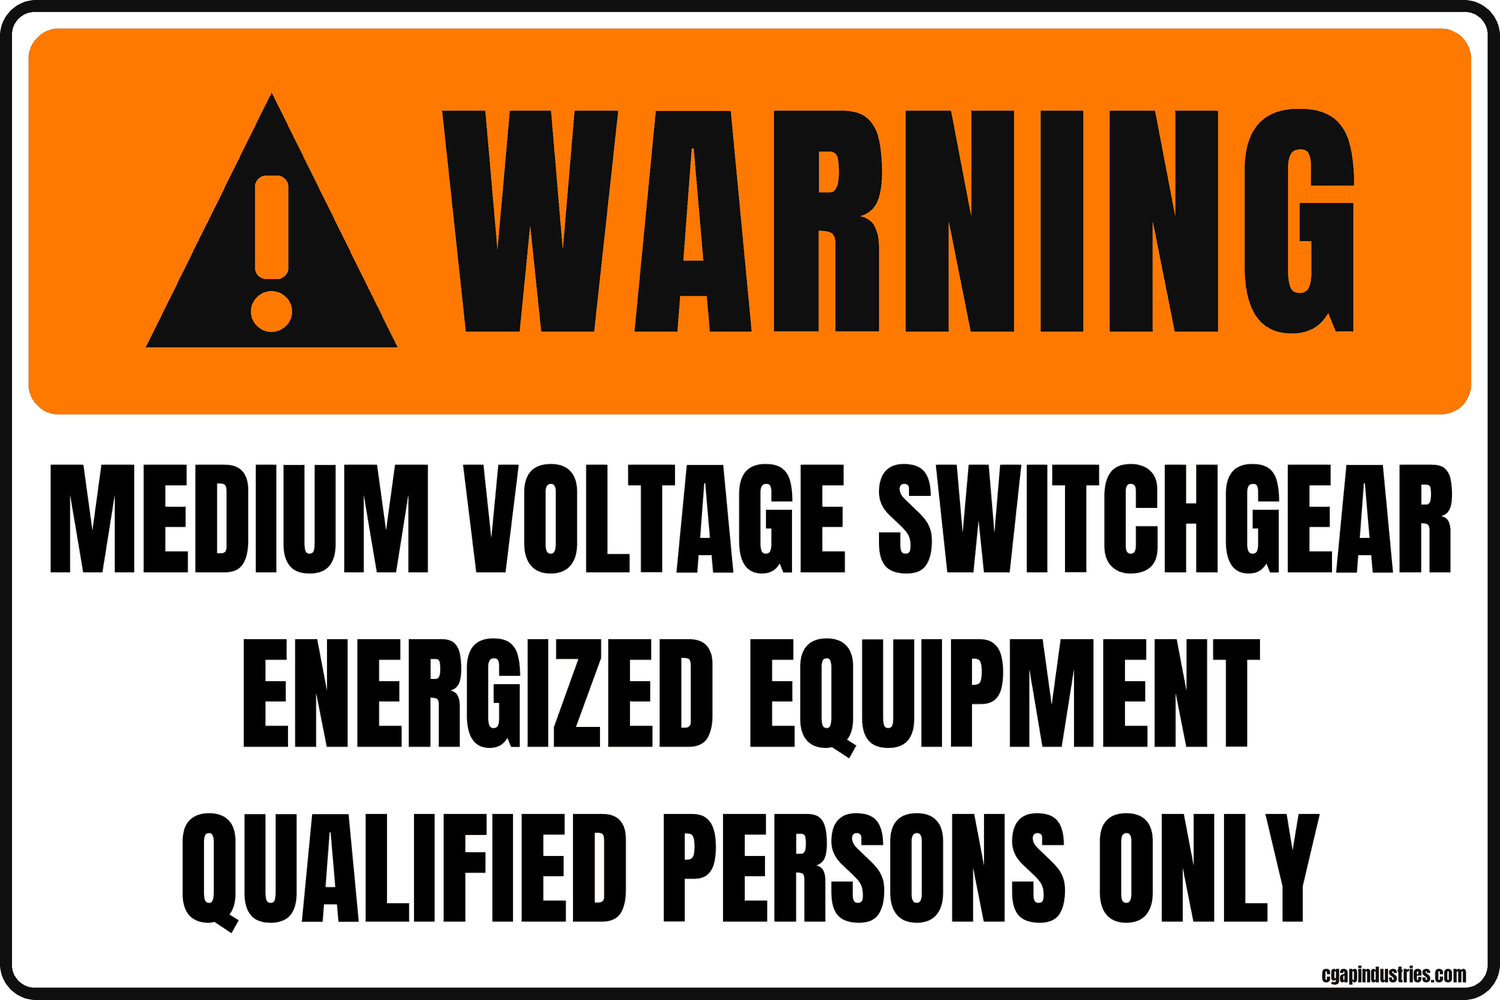 WARNING
MEDIUM VOLTAGE SWITCHGEAR
ENERGIZED EQUIPMENT
QUALIFIED PERSONS ONLY
cgapindustries.com